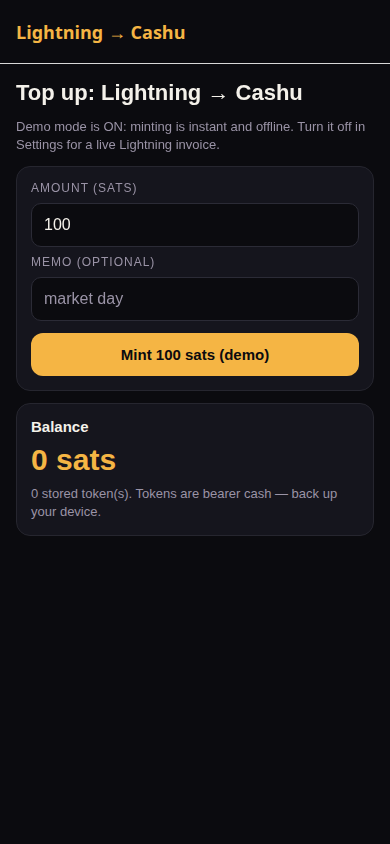 Lightning → Cashu
Top up: Lightning → Cashu
Demo mode is ON: minting is instant and offline. Turn it off in
Settings for a live Lightning invoice.
AMOUNT (SATS)
100
MEMO (OPTIONAL)
market day
Mint 100 sats (demo)
Balance
0 sats
0 stored token(s). Tokens are bearer cash — back up
your device.